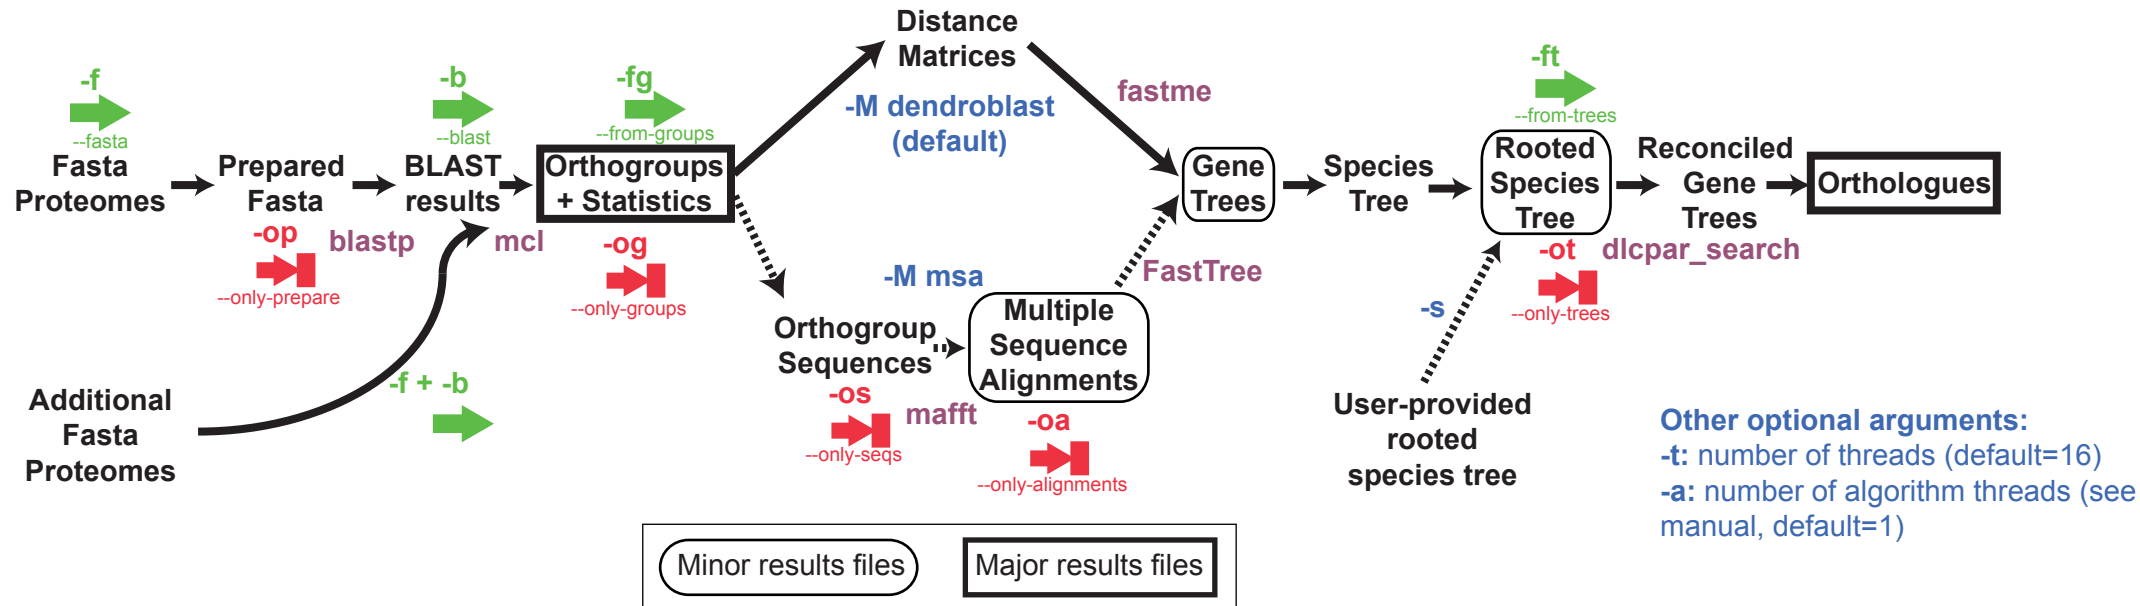 -f
--fasta
Fasta
Proteomes
Prepared
Fasta
-op
--only-prepare
blastp
-b
--blast
BLAST
results
mcl
-fg
--from-groups
Orthogroups
+ Statistics
-og
--only-groups
Distance
Matrices
-M dendroblast
(default)
fastme
-M msa
Orthogroup
Sequences
-os
--only-seqs
mafft
Multiple
Sequence
Alignments
-oa
--only-alignments
FastTree
Gene
Trees
Species
Tree
-ft
--from-trees
Rooted
Species
Tree
-ot
--only-trees
dlcpar_search
Reconciled
Gene
Trees
Orthologues
-s
User-provided
rooted
species tree
Additional
Fasta
Proteomes
-f + -b
Other optional arguments:
-t: number of threads (default=16)
-a: number of algorithm threads (see
manual, default=1)
Minor results files
Major results files